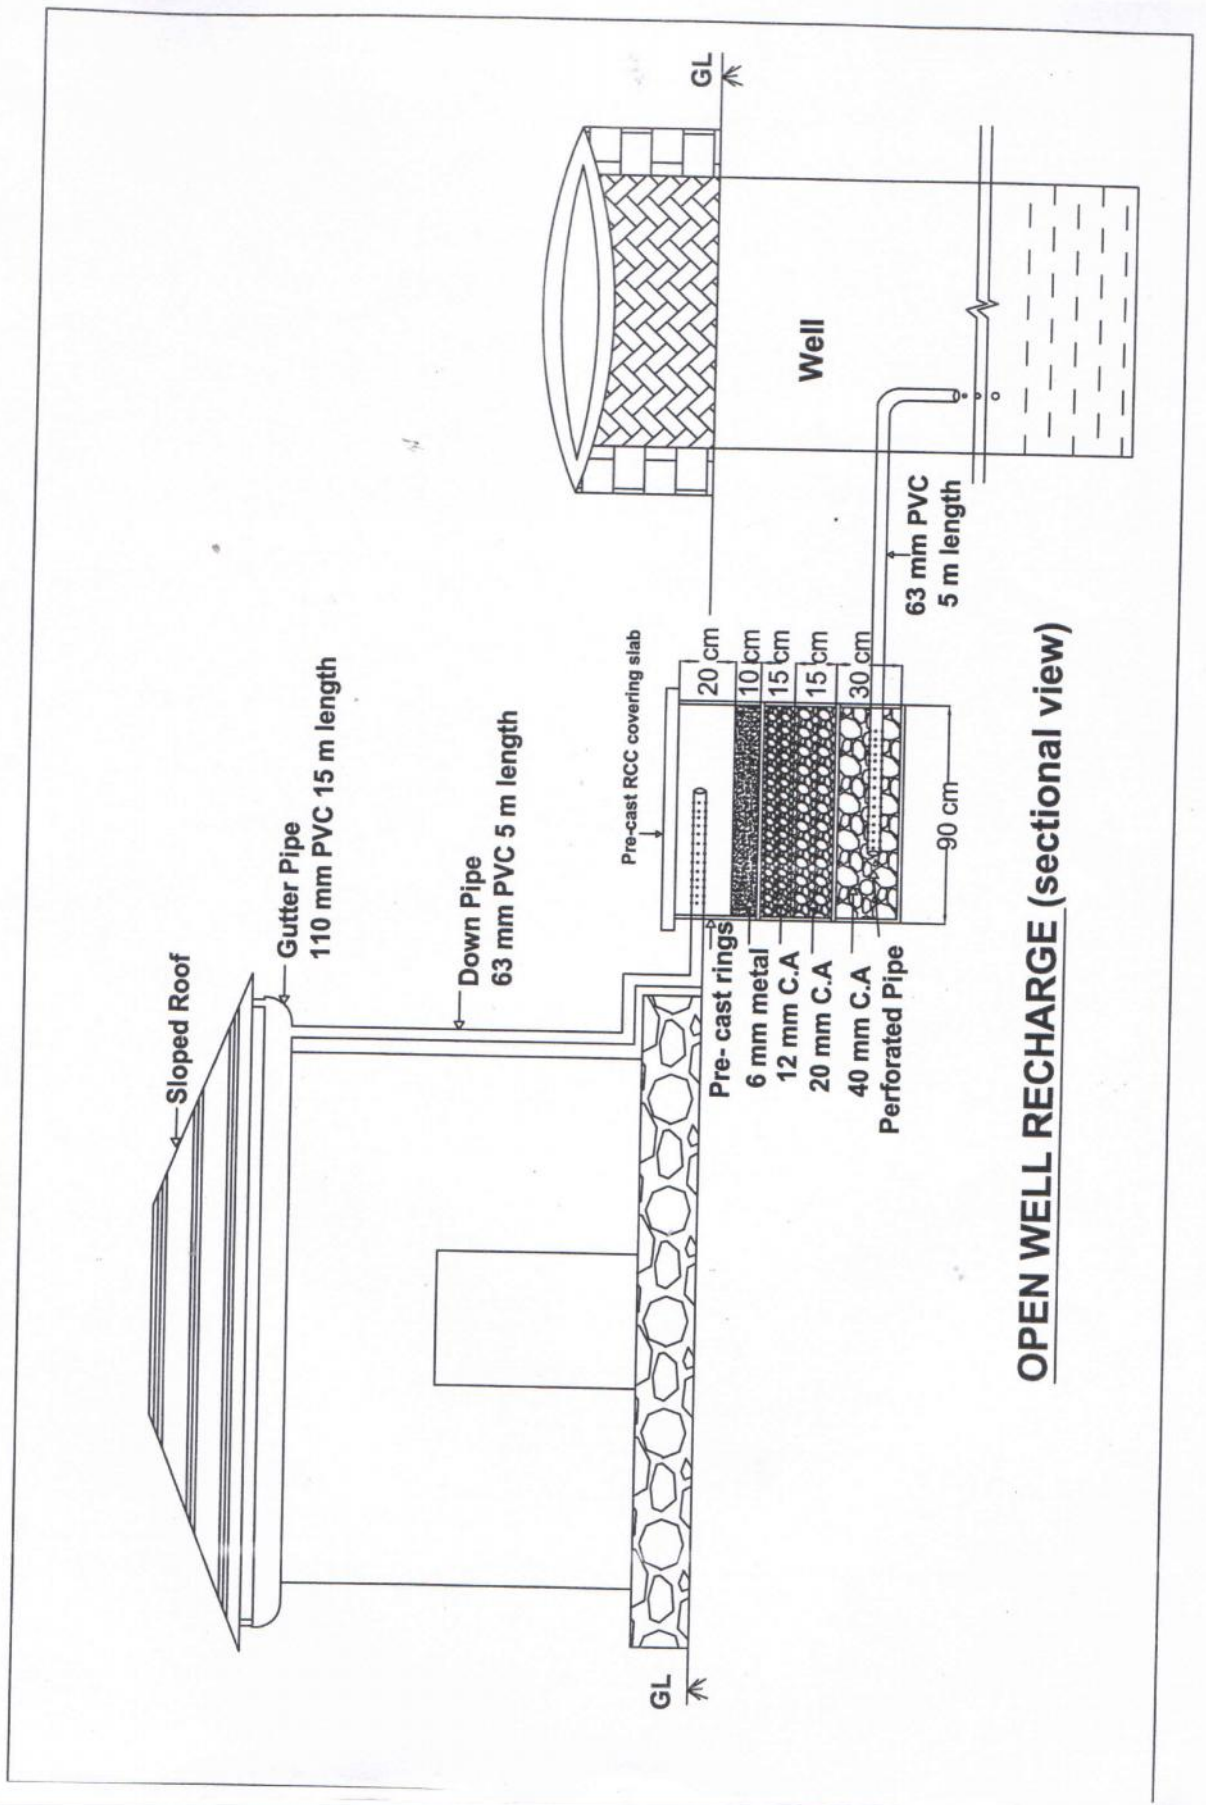 Sloped Roof
Gutter Pipe
110 mm PVC 15 m length
Down Pipe
63 mm PVC 5 m length
GL
GL
Pre-cast RCC covering slab
Pre- cast rings
6 mm metal
12 mm C.A
20 mm C.A
40 mm C.A
Perforated Pipe
20 cm
10 cm
15 cm
15 cm
30 cm
90 cm
63 mm PVC
5 m length
Well
OPEN WELL RECHARGE (sectional view)